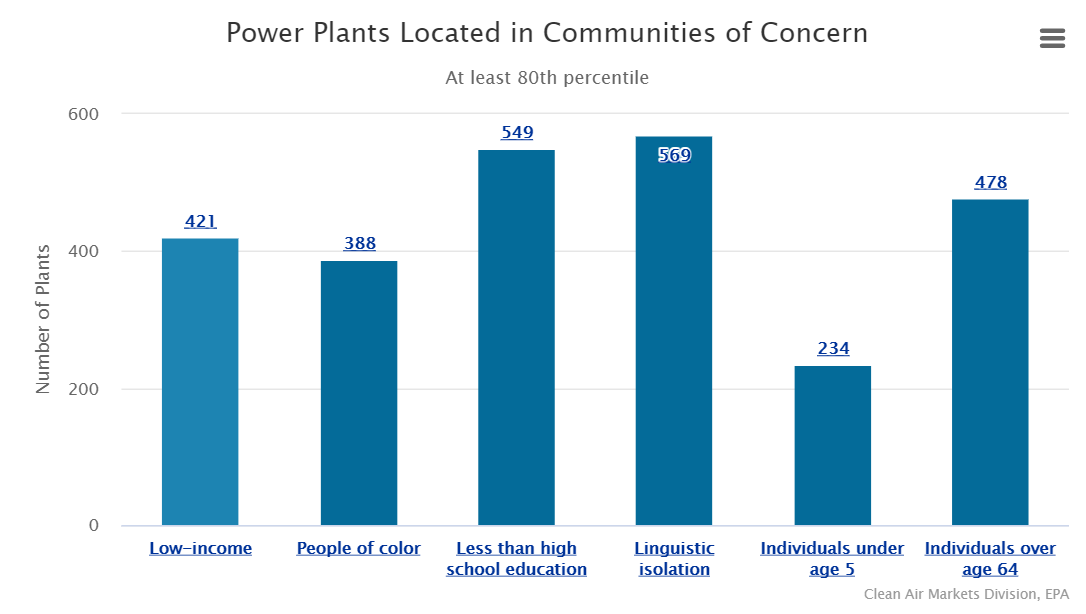 Power Plants Located in Communities of Concern
At least 80th percentile
Number of Plants
600
400
200
0
421
388
549
569
234
478
Low-income
People of color
Less than high
school education
Linguistic
isolation
Individuals under
age 5
Individuals over
age 64
Clean Air Markets Division, EPA